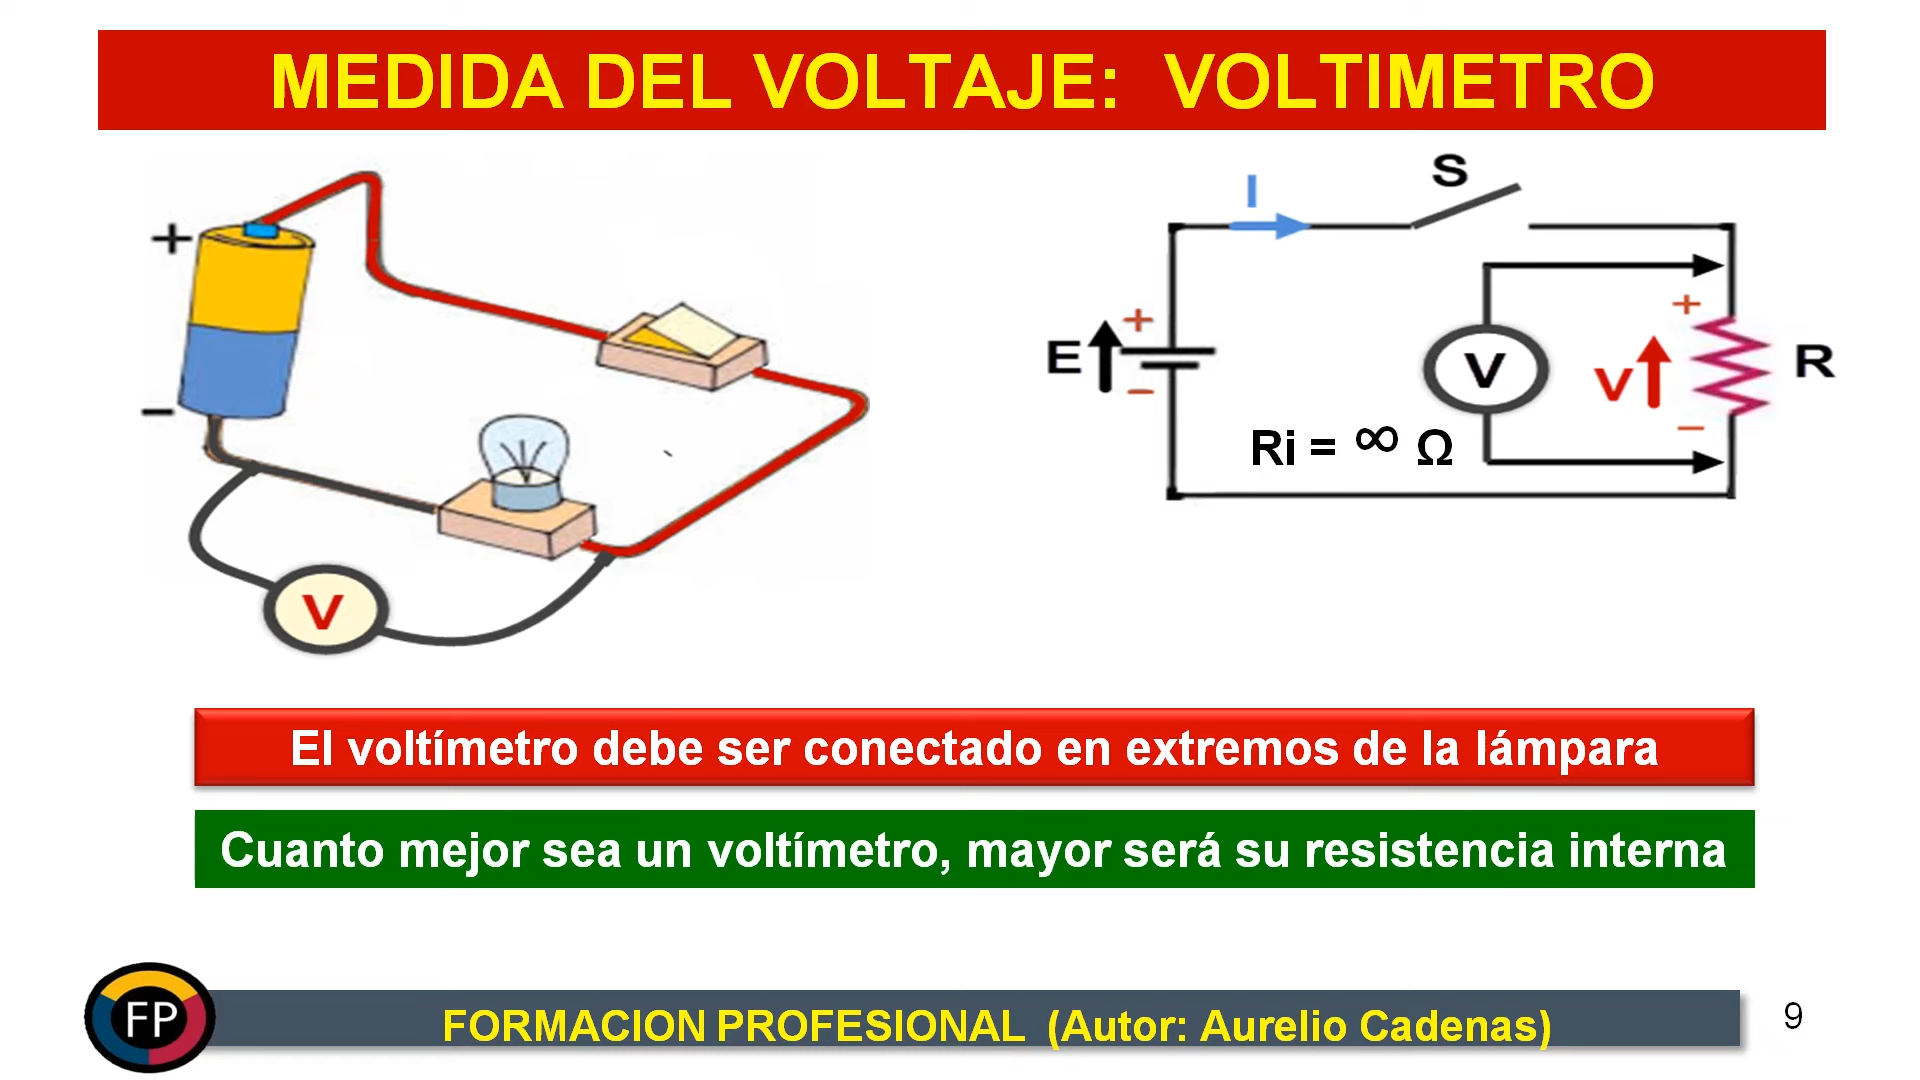 MEDIDA DEL VOLTAJE: VOLTIMETRO
+
−
V
I
S
E
+
−
V
Ri = ∞ Ω
+
V
−
R
El voltímetro debe ser conectado en extremos de la lámpara
Cuanto mejor sea un voltímetro, mayor será su resistencia interna
FP
FORMACION PROFESIONAL (Autor: Aurelio Cadenas)
9